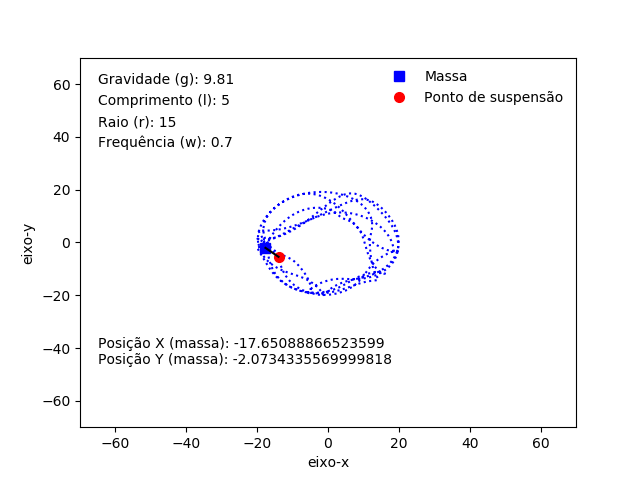 Gravidade (g): 9.81
Comprimento (l): 5
Raio (r): 15
Frequência (w): 0.7
Massa
Ponto de suspensão
60
40
20
0
−20
−40
−60
eixo-y
Posição X (massa): -17.65088866523599
Posição Y (massa): -2.0734335569999818
−60
−40
−20
0
20
40
60
eixo-x